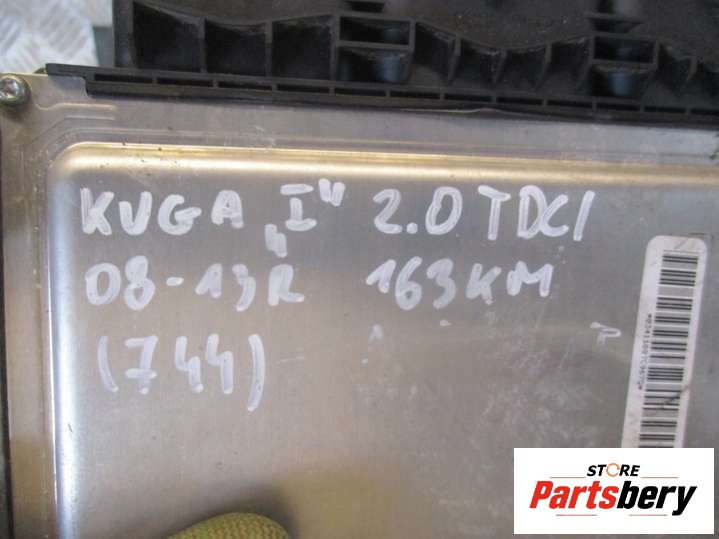 KUGA „I" 2.0 TDCI
08-13R 163KM
(744)
STORE
Partsbery